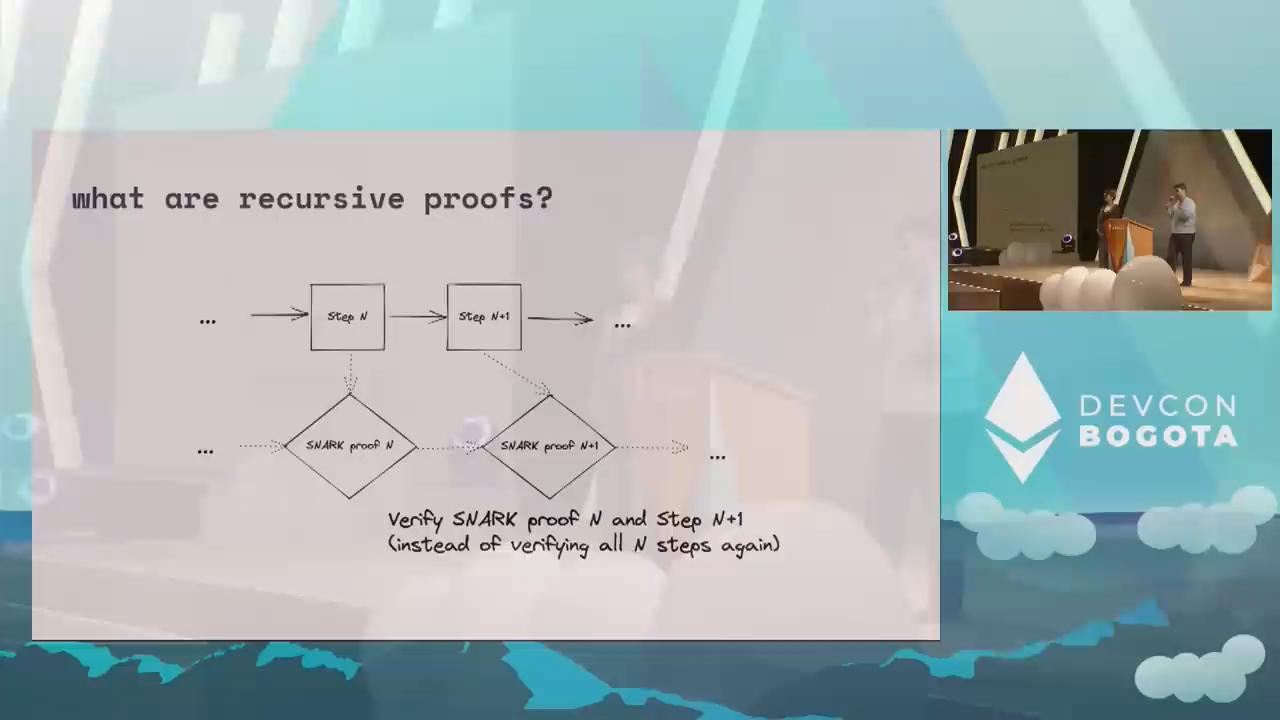 what are recursive proofs?
... Step N Step N+1 ...
... SNARK proof N SNARK proof N+1 ...
Verify SNARK proof N and Step N+1
(instead of verifying all N steps again)
DEVCON
BOGOTA